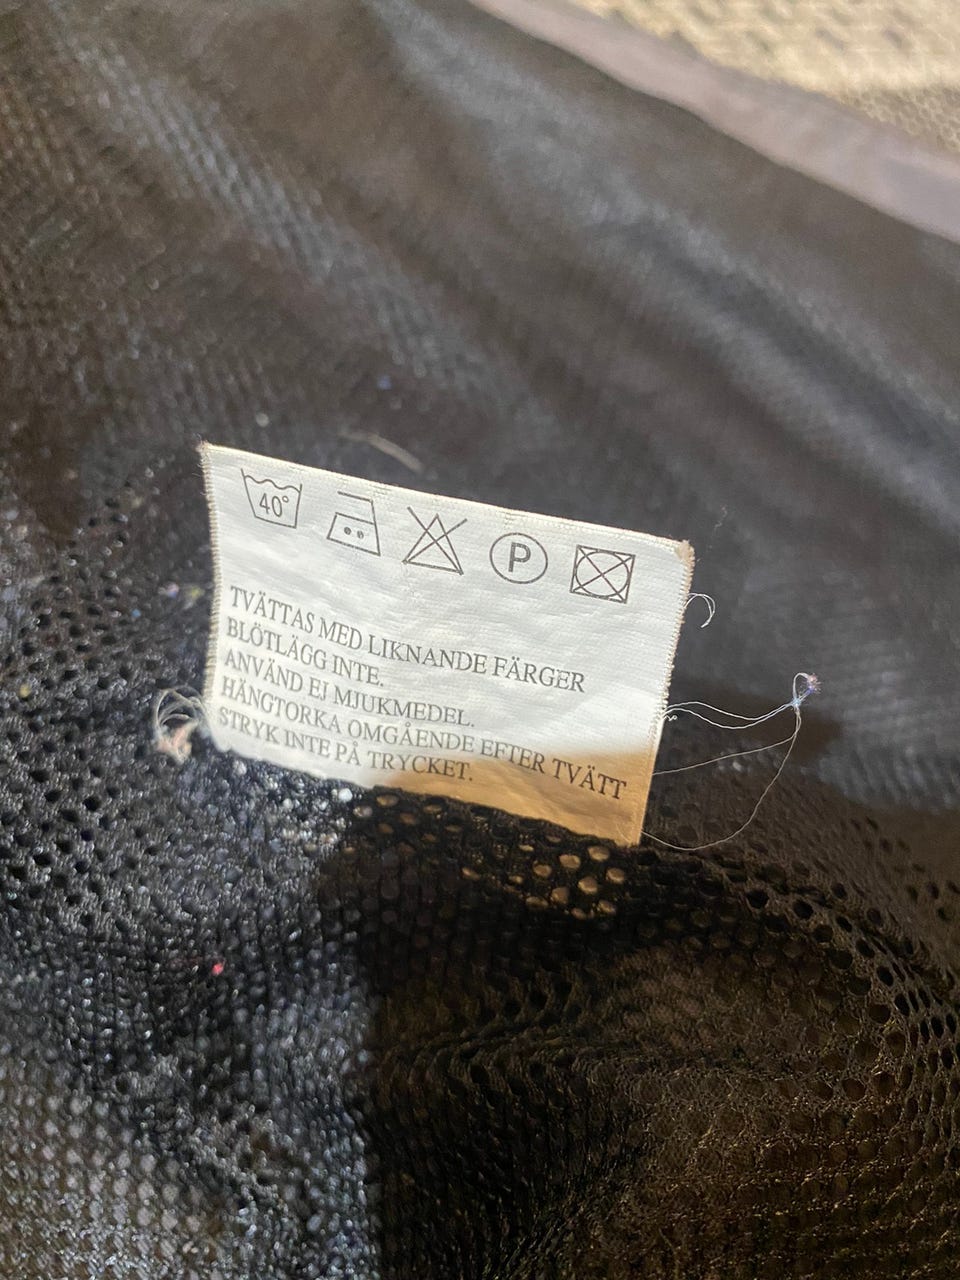 40°
P
TVÄTTAS MED LIKNANDE FÄRGER
BLÖTLÄGG INTE.
ANVÄND EJ MJUKMEDEL.
HÄNGTORKA OMGÅENDE EFTER TVÄTT
STRYK INTE PÅ TRYCKET.